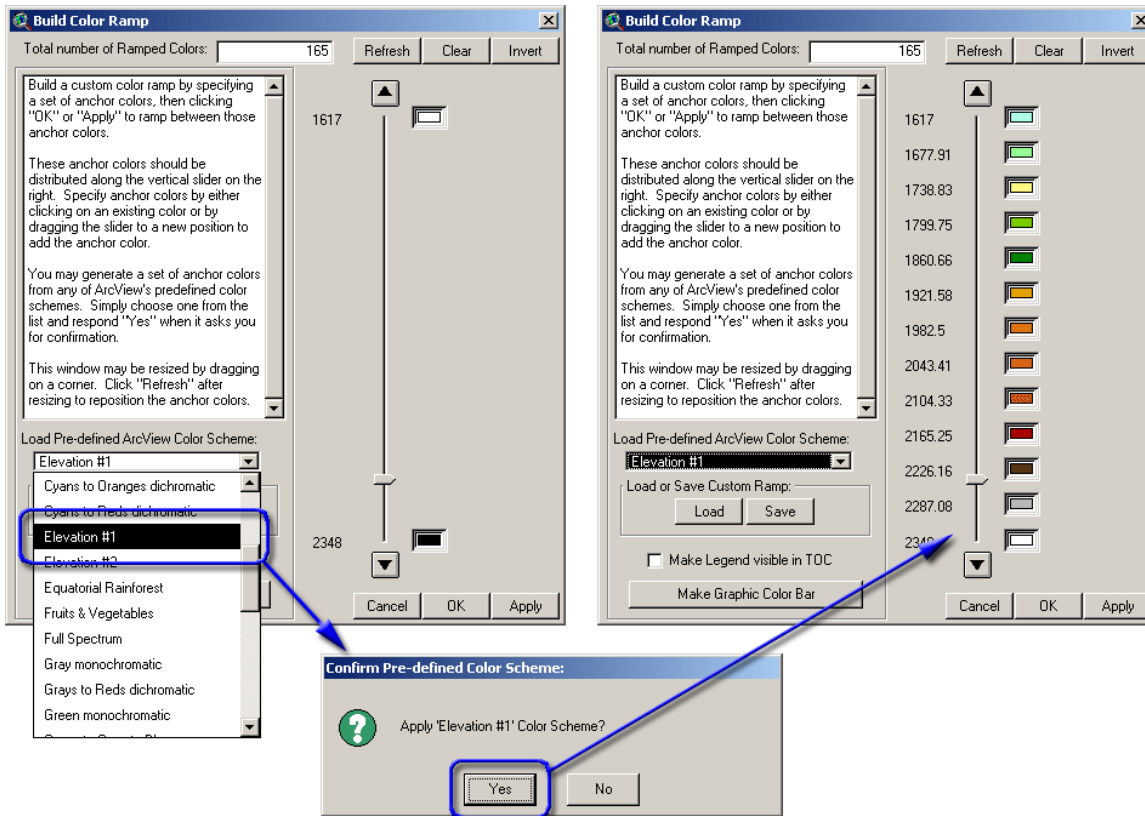 Build Color Ramp
Total number of Ramped Colors:
165
Refresh
Clear
Invert
Build a custom color ramp by specifying
a set of anchor colors, then clicking
"OK" or "Apply" to ramp between those
anchor colors.
These anchor colors should be
distributed along the vertical slider on the
right. Specify anchor colors by either
clicking on an existing color or by
dragging the slider to a new position to
add the anchor color.
You may generate a set of anchor colors
from any of ArcView's predefined color
schemes. Simply choose one from the
list and respond "Yes" when it asks you
for confirmation.
This window may be resized by dragging
on a corner. Click "Refresh" after
resizing to reposition the anchor colors.
1617
2348
Load Pre-defined ArcView Color Scheme:
Elevation #1
Cyans to Oranges dichromatic
Cyans to Reds dichromatic
Elevation #1
Elevation #2
Equatorial Rainforest
Fruits & Vegetables
Full Spectrum
Gray monochromatic
Grays to Reds dichromatic
Green monochromatic
Cancel
OK
Apply
Build Color Ramp
Total number of Ramped Colors:
165
Refresh
Clear
Invert
Build a custom color ramp by specifying
a set of anchor colors, then clicking
"OK" or "Apply" to ramp between those
anchor colors.
These anchor colors should be
distributed along the vertical slider on the
right. Specify anchor colors by either
clicking on an existing color or by
dragging the slider to a new position to
add the anchor color.
You may generate a set of anchor colors
from any of ArcView's predefined color
schemes. Simply choose one from the
list and respond "Yes" when it asks you
for confirmation.
This window may be resized by dragging
on a corner. Click "Refresh" after
resizing to reposition the anchor colors.
1617
1677.91
1738.83
1799.75
1860.66
1921.58
1982.5
2043.41
2104.33
2165.25
2226.16
2287.08
2348
Load Pre-defined ArcView Color Scheme:
Elevation #1
Load or Save Custom Ramp:
Load
Save
Make Legend visible in TOC
Make Graphic Color Bar
Cancel
OK
Apply
Confirm Pre-defined Color Scheme:
Apply 'Elevation #1' Color Scheme?
Yes
No